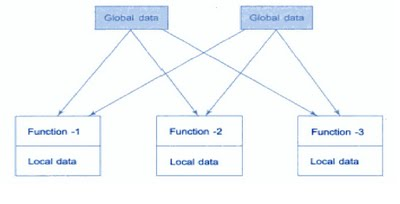 Global data
Global data
Function -1
Function -2
Function -3
Local data
Local data
Local data